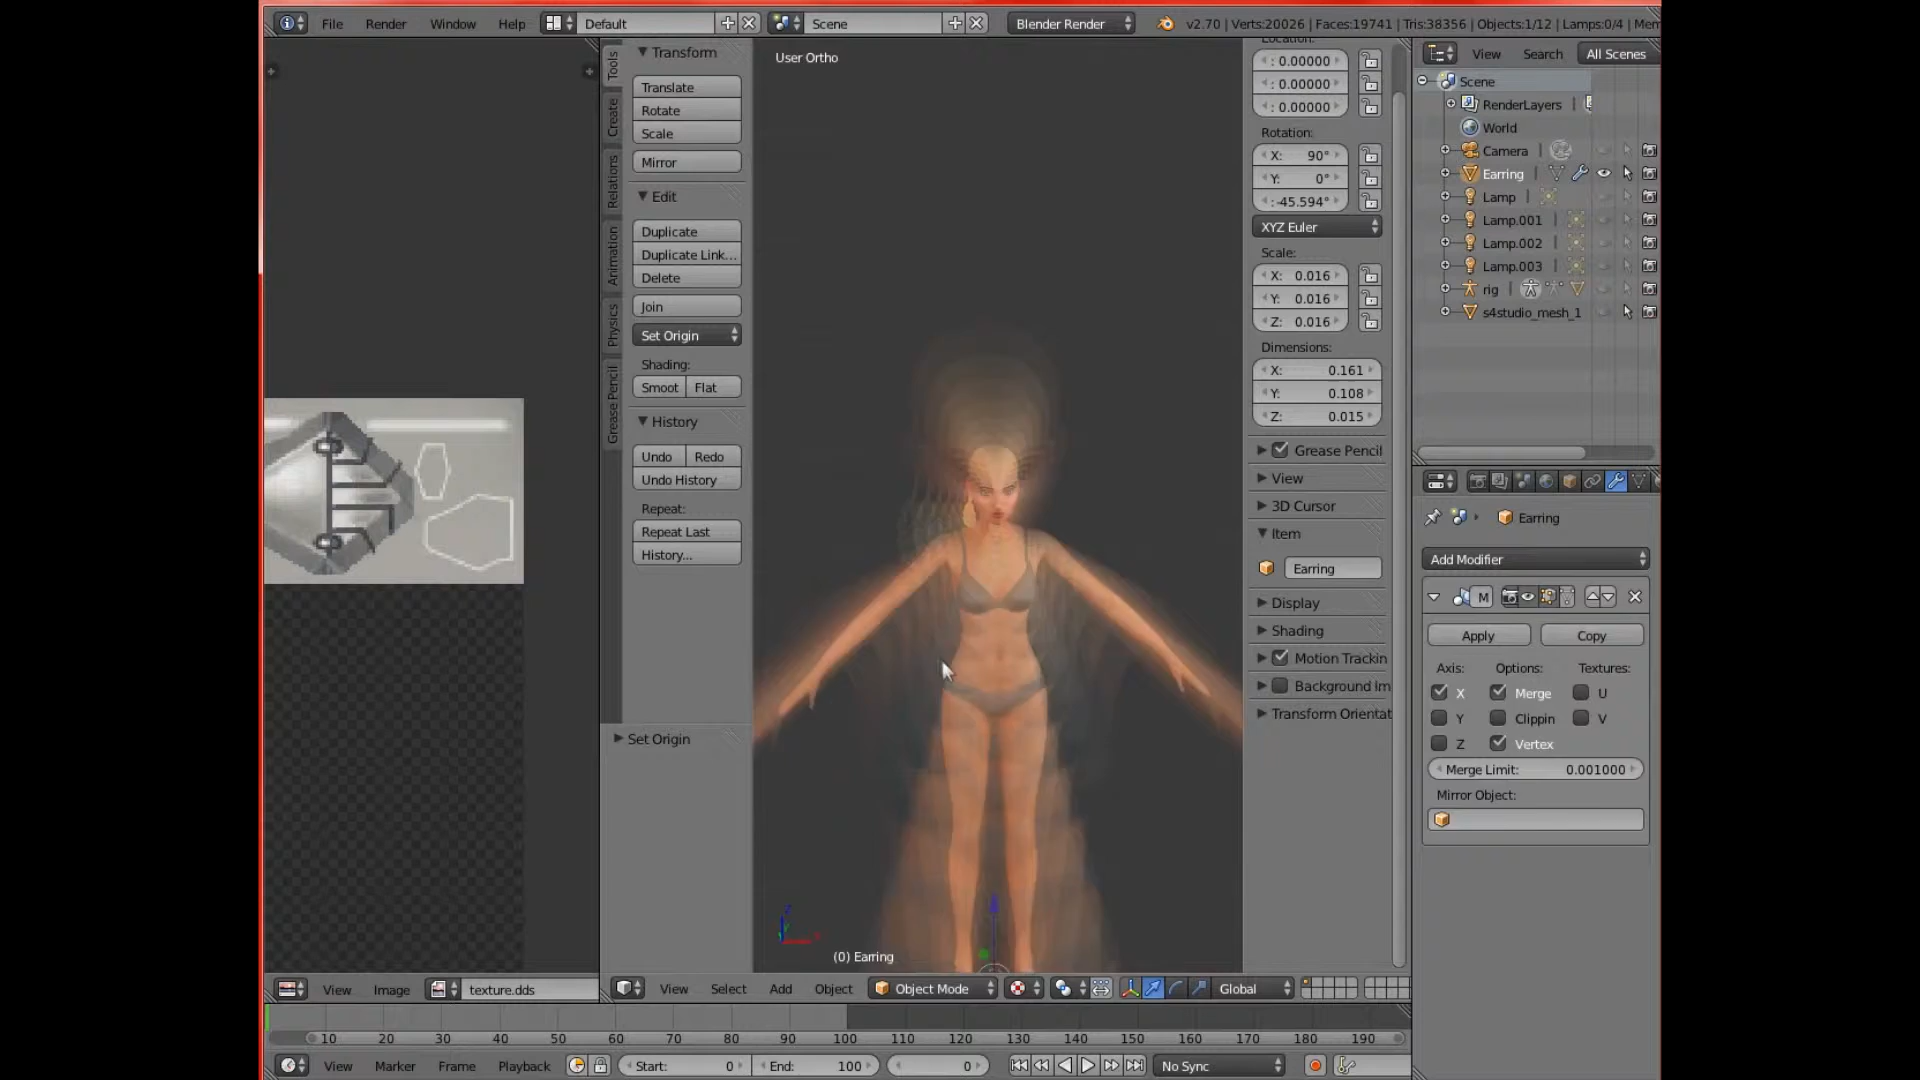 File Render Window Help Default Scene Blender Render v2.70 | Verts:20026 | Faces:19741 | Tris:38356 | Objects:1/12 | Lamps:0/4 |
User Ortho
Tools
Create
Relations
Animation
Physics
Grease Pencil
Transform
Translate
Rotate
Scale
Mirror
Edit
Duplicate
Duplicate Link...
Delete
Join
Set Origin
Shading:
Smoot Flat
History
Undo Redo
Undo History
Repeat:
Repeat Last
History...
Set Origin
(0) Earring
Location:
: 0.00000
: 0.00000
: 0.00000
Rotation:
X: 90°
Y: 0°
:-45.594°
XYZ Euler
Scale:
X: 0.016
Y: 0.016
Z: 0.016
Dimensions:
X: 0.161
Y: 0.108
Z: 0.015
Grease Pencil
View
3D Cursor
Item
Earring
Display
Shading
Motion Trackin
Background Im
Transform Orientat
View Search All Scenes
Scene
RenderLayers |
World
Camera |
Earring |
Lamp |
Lamp.001 |
Lamp.002 |
Lamp.003 |
rig |
s4studio_mesh_1
Earring
Add Modifier
M
Apply Copy
Axis: Options: Textures:
X Merge U
Y Clippin V
Z Vertex
Merge Limit: 0.001000
Mirror Object:
View Image texture.dds
View Select Add Object Object Mode Global
10 20 30 40 50 60 70 80 90 100 110 120 130 140 150 160 170 180 190
View Marker Frame Playback Start: 0 End: 100 0 No Sync